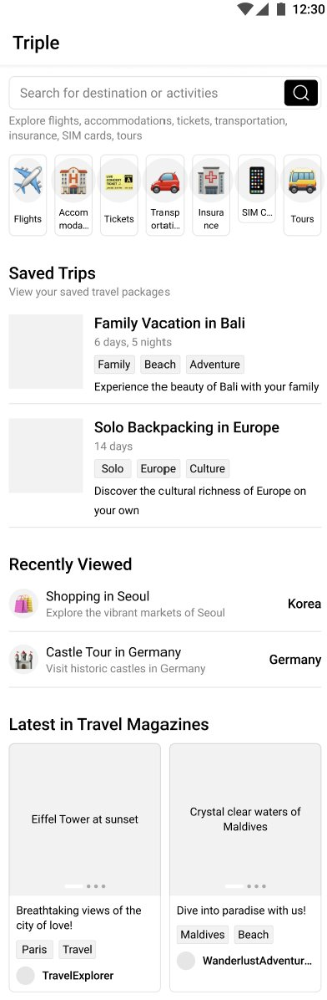 12:30
Triple
Search for destination or activities
Explore flights, accommodations, tickets, transportation,
insurance, SIM cards, tours
Flights
Accom
moda...
Tickets
Transp
ortati...
Insura
nce
SIM C...
Tours
Saved Trips
View your saved travel packages
Family Vacation in Bali
6 days, 5 nights
Family Beach Adventure
Experience the beauty of Bali with your family
Solo Backpacking in Europe
14 days
Solo Europe Culture
Discover the cultural richness of Europe on
your own
Recently Viewed
Shopping in Seoul
Explore the vibrant markets of Seoul
Korea
Castle Tour in Germany
Visit historic castles in Germany
Germany
Latest in Travel Magazines
Eiffel Tower at sunset
Breathtaking views of the
city of love!
Paris Travel
TravelExplorer
Crystal clear waters of
Maldives
Dive into paradise with us!
Maldives Beach
WanderlustAdventur...